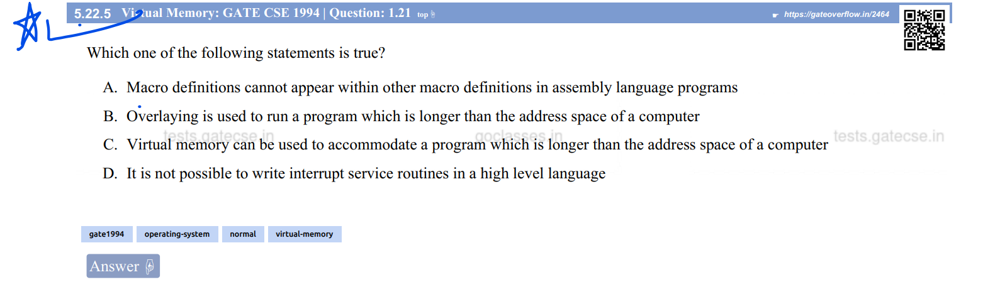 5.22.5 Virtual Memory: GATE CSE 1994 | Question: 1.21 top
https://gateoverflow.in/2464
Which one of the following statements is true?
A. Macro definitions cannot appear within other macro definitions in assembly language programs
B. Overlaying is used to run a program which is longer than the address space of a computer
tests.gatecse.in goclasses.in tests.gatecse.in
C. Virtual memory can be used to accommodate a program which is longer than the address space of a computer
D. It is not possible to write interrupt service routines in a high level language
gate1994 operating-system normal virtual-memory
Answer